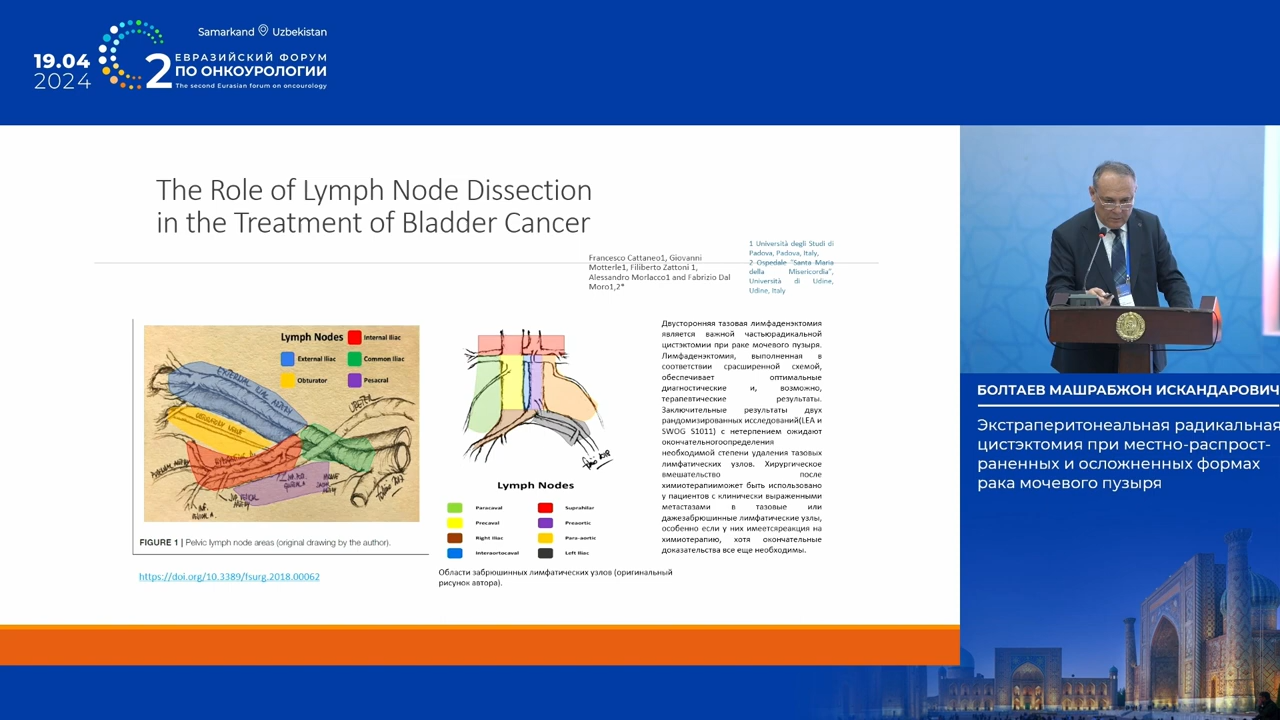 Samarkand Uzbekistan
19.04
2024
2
ЕВРАЗИЙСКИЙ ФОРУМ
ПО ОНКОУРОЛОГИИ
The second Eurasian forum on oncourology
The Role of Lymph Node Dissection
in the Treatment of Bladder Cancer
Francesco Cattaneo1, Giovanni
Motterle1, Filiberto Zattoni 1,
Alessandro Morlacco1 and Fabrizio Dal
Moro1,2*
1 Università degli Studi di
Padova, Padova, Italy,
2 Ospedale "Santa Maria
della Misericordia",
Università di Udine,
Udine, Italy
Lymph Nodes
Internal Iliac
External Iliac
Common Iliac
Obturator
Pesacral
URETER
FIGURE 1 | Pelvic lymph node areas (original drawing by the author).
https://doi.org/10.3389/fsurg.2018.00062
Lymph Nodes
Paracaval
Suprahilar
Precaval
Preaortic
Right Iliac
Para-aortic
Interaortocaval
Left Iliac
Области забрюшинных лимфатических узлов (оригинальный
рисунок автора).
Двусторонняя тазовая лимфаденэктомия
является важной частьюрадикальной
цистэктомии при раке мочевого пузыря.
Лимфаденэктомия, выполненная в
соответствии срасширенной схемой,
обеспечивает оптимальные
диагностические и, возможно,
терапевтические результаты.
Заключительные результаты двух
рандомизированных исследований(LEA и
SWOG S1011) с нетерпением ожидают
окончательногоопределения
необходимой степени удаления тазовых
лимфатических узлов. Хирургическое
вмешательство после
химиотерапииможет быть использовано
у пациентов с клинически выраженными
метастазами в тазовые или
дажезабрюшинные лимфатические узлы,
особенно если у них имеетсяреакция на
химиотерапию, хотя окончательные
доказательства все еще необходимы.
БОЛТАЕВ МАШРАБЖОН ИСКАНДАРОВИЧ
Экстраперитонеальная радикальная
цистэктомия при местно-распрост-
раненных и осложненных формах
рака мочевого пузыря